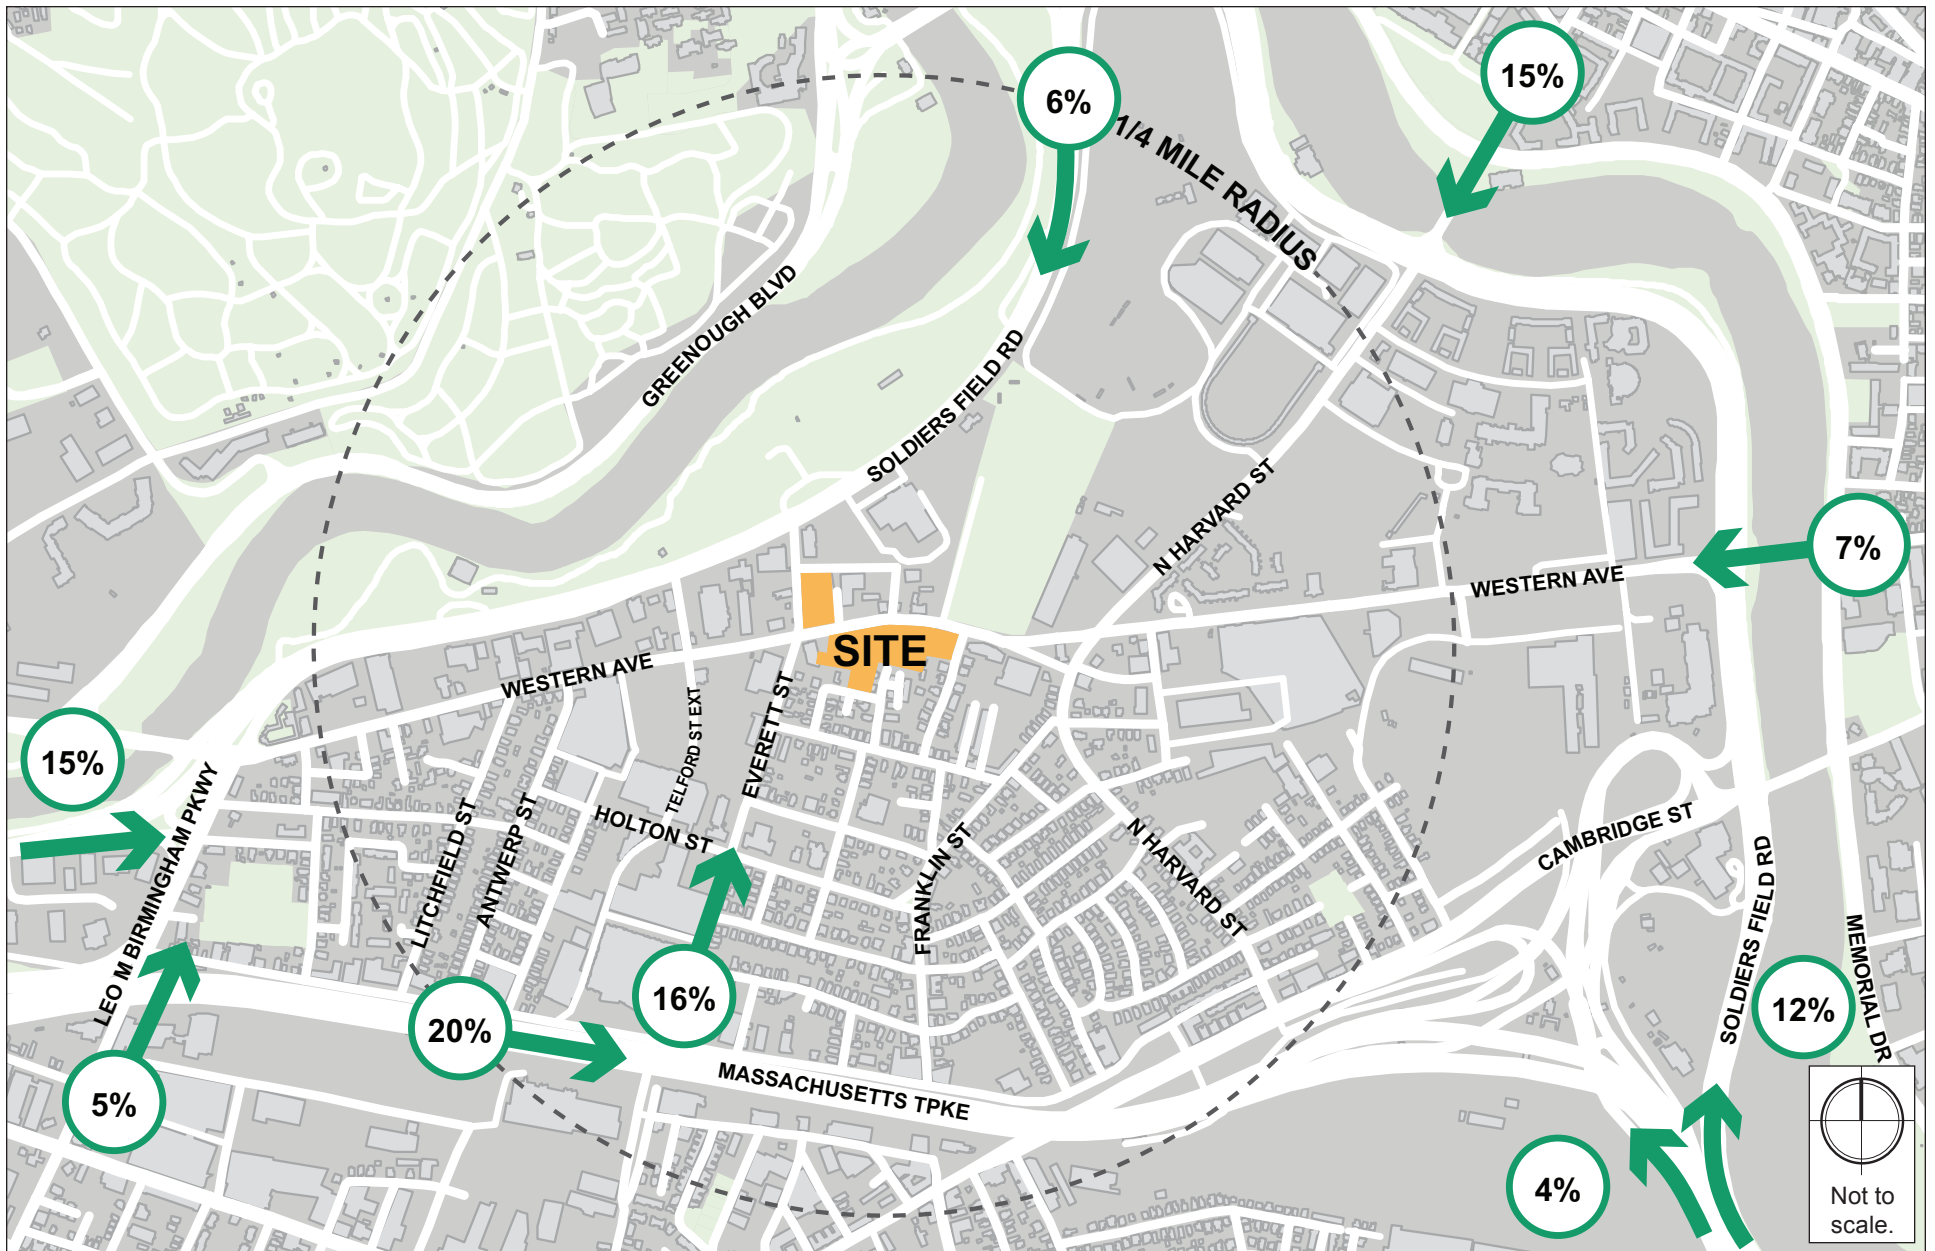 15%
6%
1/4 MILE RADIUS
GREENOUGH BLVD
SOLDIERS FIELD RD
N HARVARD ST
7%
WESTERN AVE
SITE
WESTERN AVE
EVERETT ST
TELFORD ST EXT
15%
HOLTON ST
LEO M BIRMINGHAM PKWY
LITCHFIELD ST
ANTWERP ST
FRANKLIN ST
N HARVARD ST
CAMBRIDGE ST
SOLDIERS FIELD RD
MEMORIAL DR
16%
20%
12%
MASSACHUSETTS TPKE
5%
4%
Not to
scale.